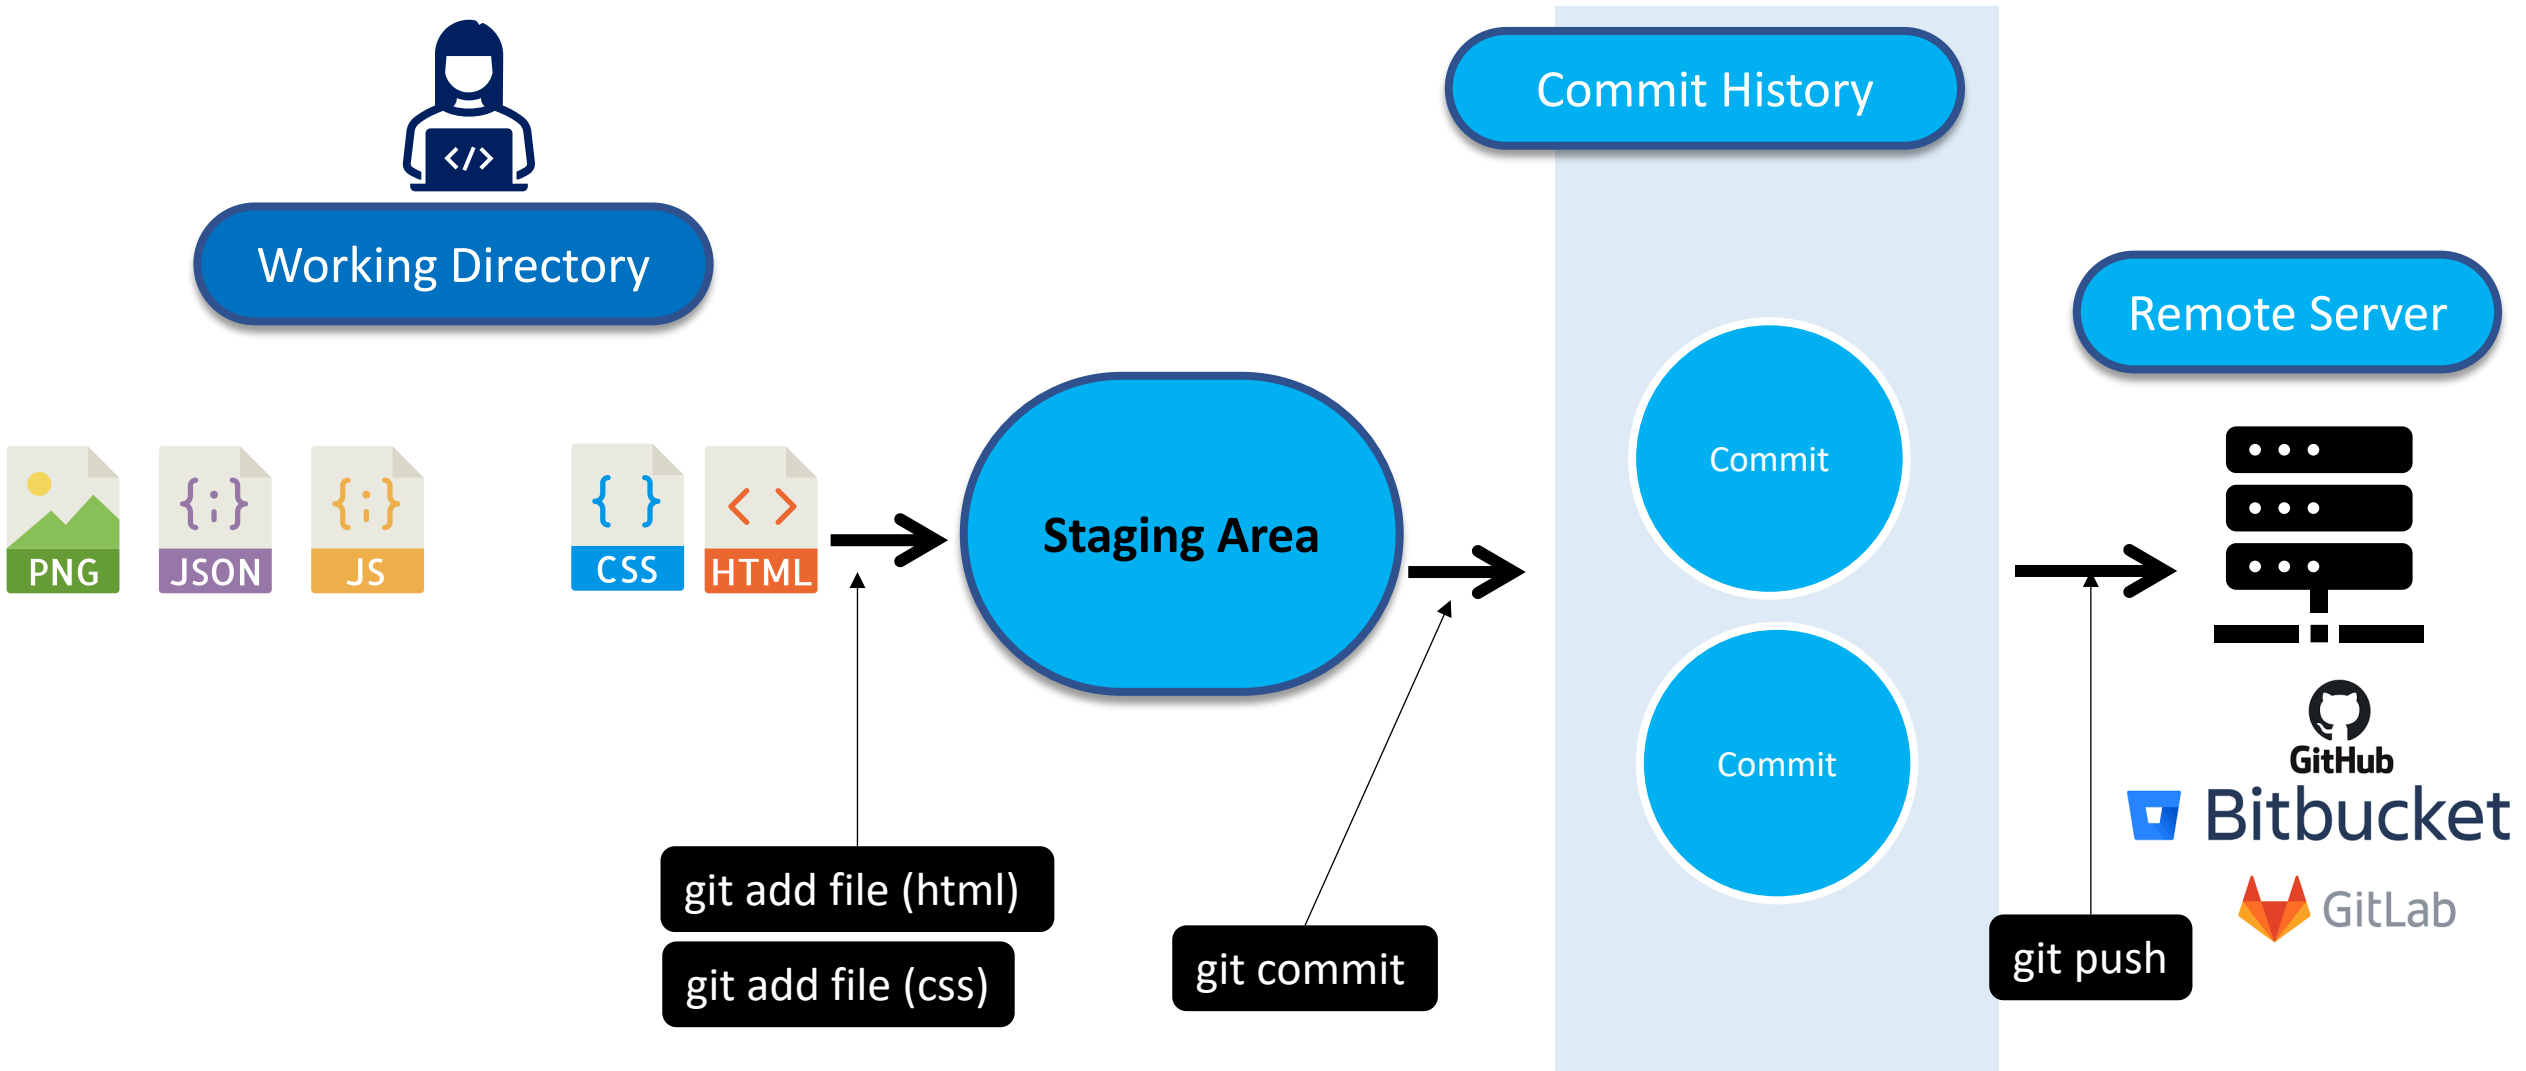 Commit History
Working Directory
Remote Server
Commit
PNG
JSON
JS
CSS
HTML
Staging Area
Commit
GitHub
Bitbucket
GitLab
git add file (html)
git add file (css)
git commit
git push